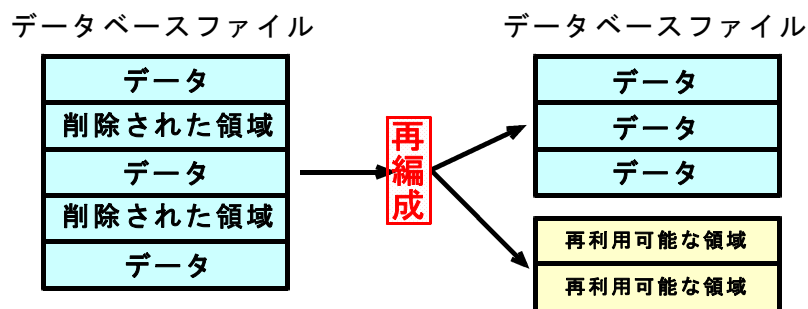 データベースファイル
データ
削除された領域
データ
削除された領域
データ
再編成
データベースファイル
データ
データ
データ
再利用可能な領域
再利用可能な領域